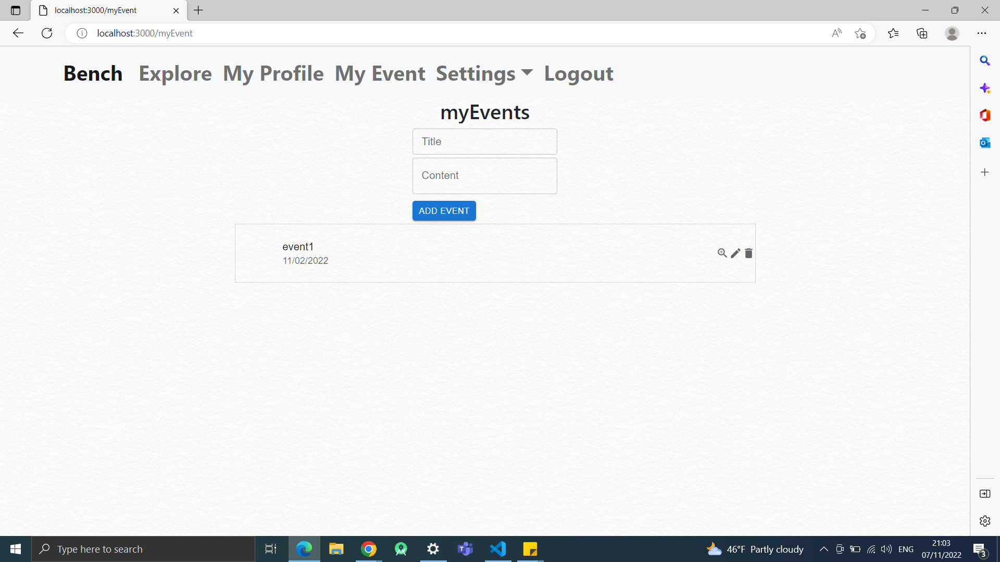 localhost:3000/myEvent
localhost:3000/myEvent
Bench Explore My Profile My Event Settings Logout
myEvents
Title
Content
ADD EVENT
event1
11/02/2022
Type here to search
46°F Partly cloudy
ENG
21:03
07/11/2022
3